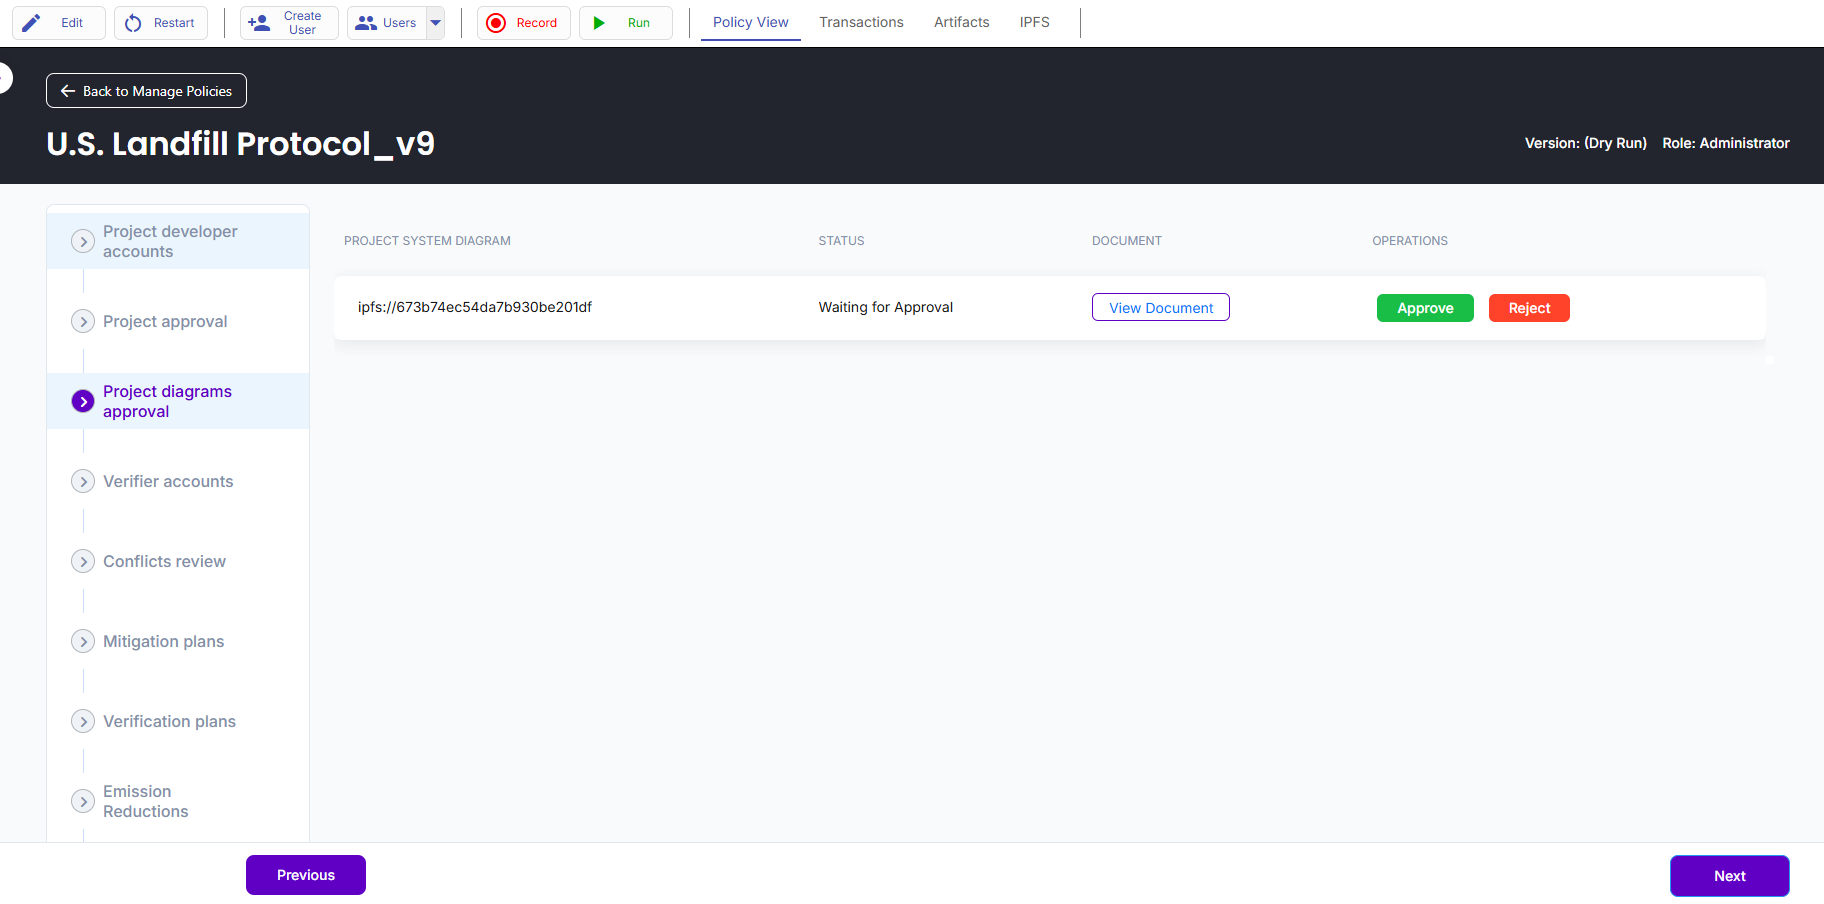 Edit
Restart
Create
User
Users
Record
Run
Policy View
Transactions
Artifacts
IPFS
Back to Manage Policies
U.S. Landfill Protocol_v9
Version: (Dry Run) Role: Administrator
Project developer
accounts
Project approval
Project diagrams
approval
Verifier accounts
Conflicts review
Mitigation plans
Verification plans
Emission
Reductions
PROJECT SYSTEM DIAGRAM
STATUS
DOCUMENT
OPERATIONS
ipfs://673b74ec54da7b930be201df
Waiting for Approval
View Document
Approve
Reject
Previous
Next